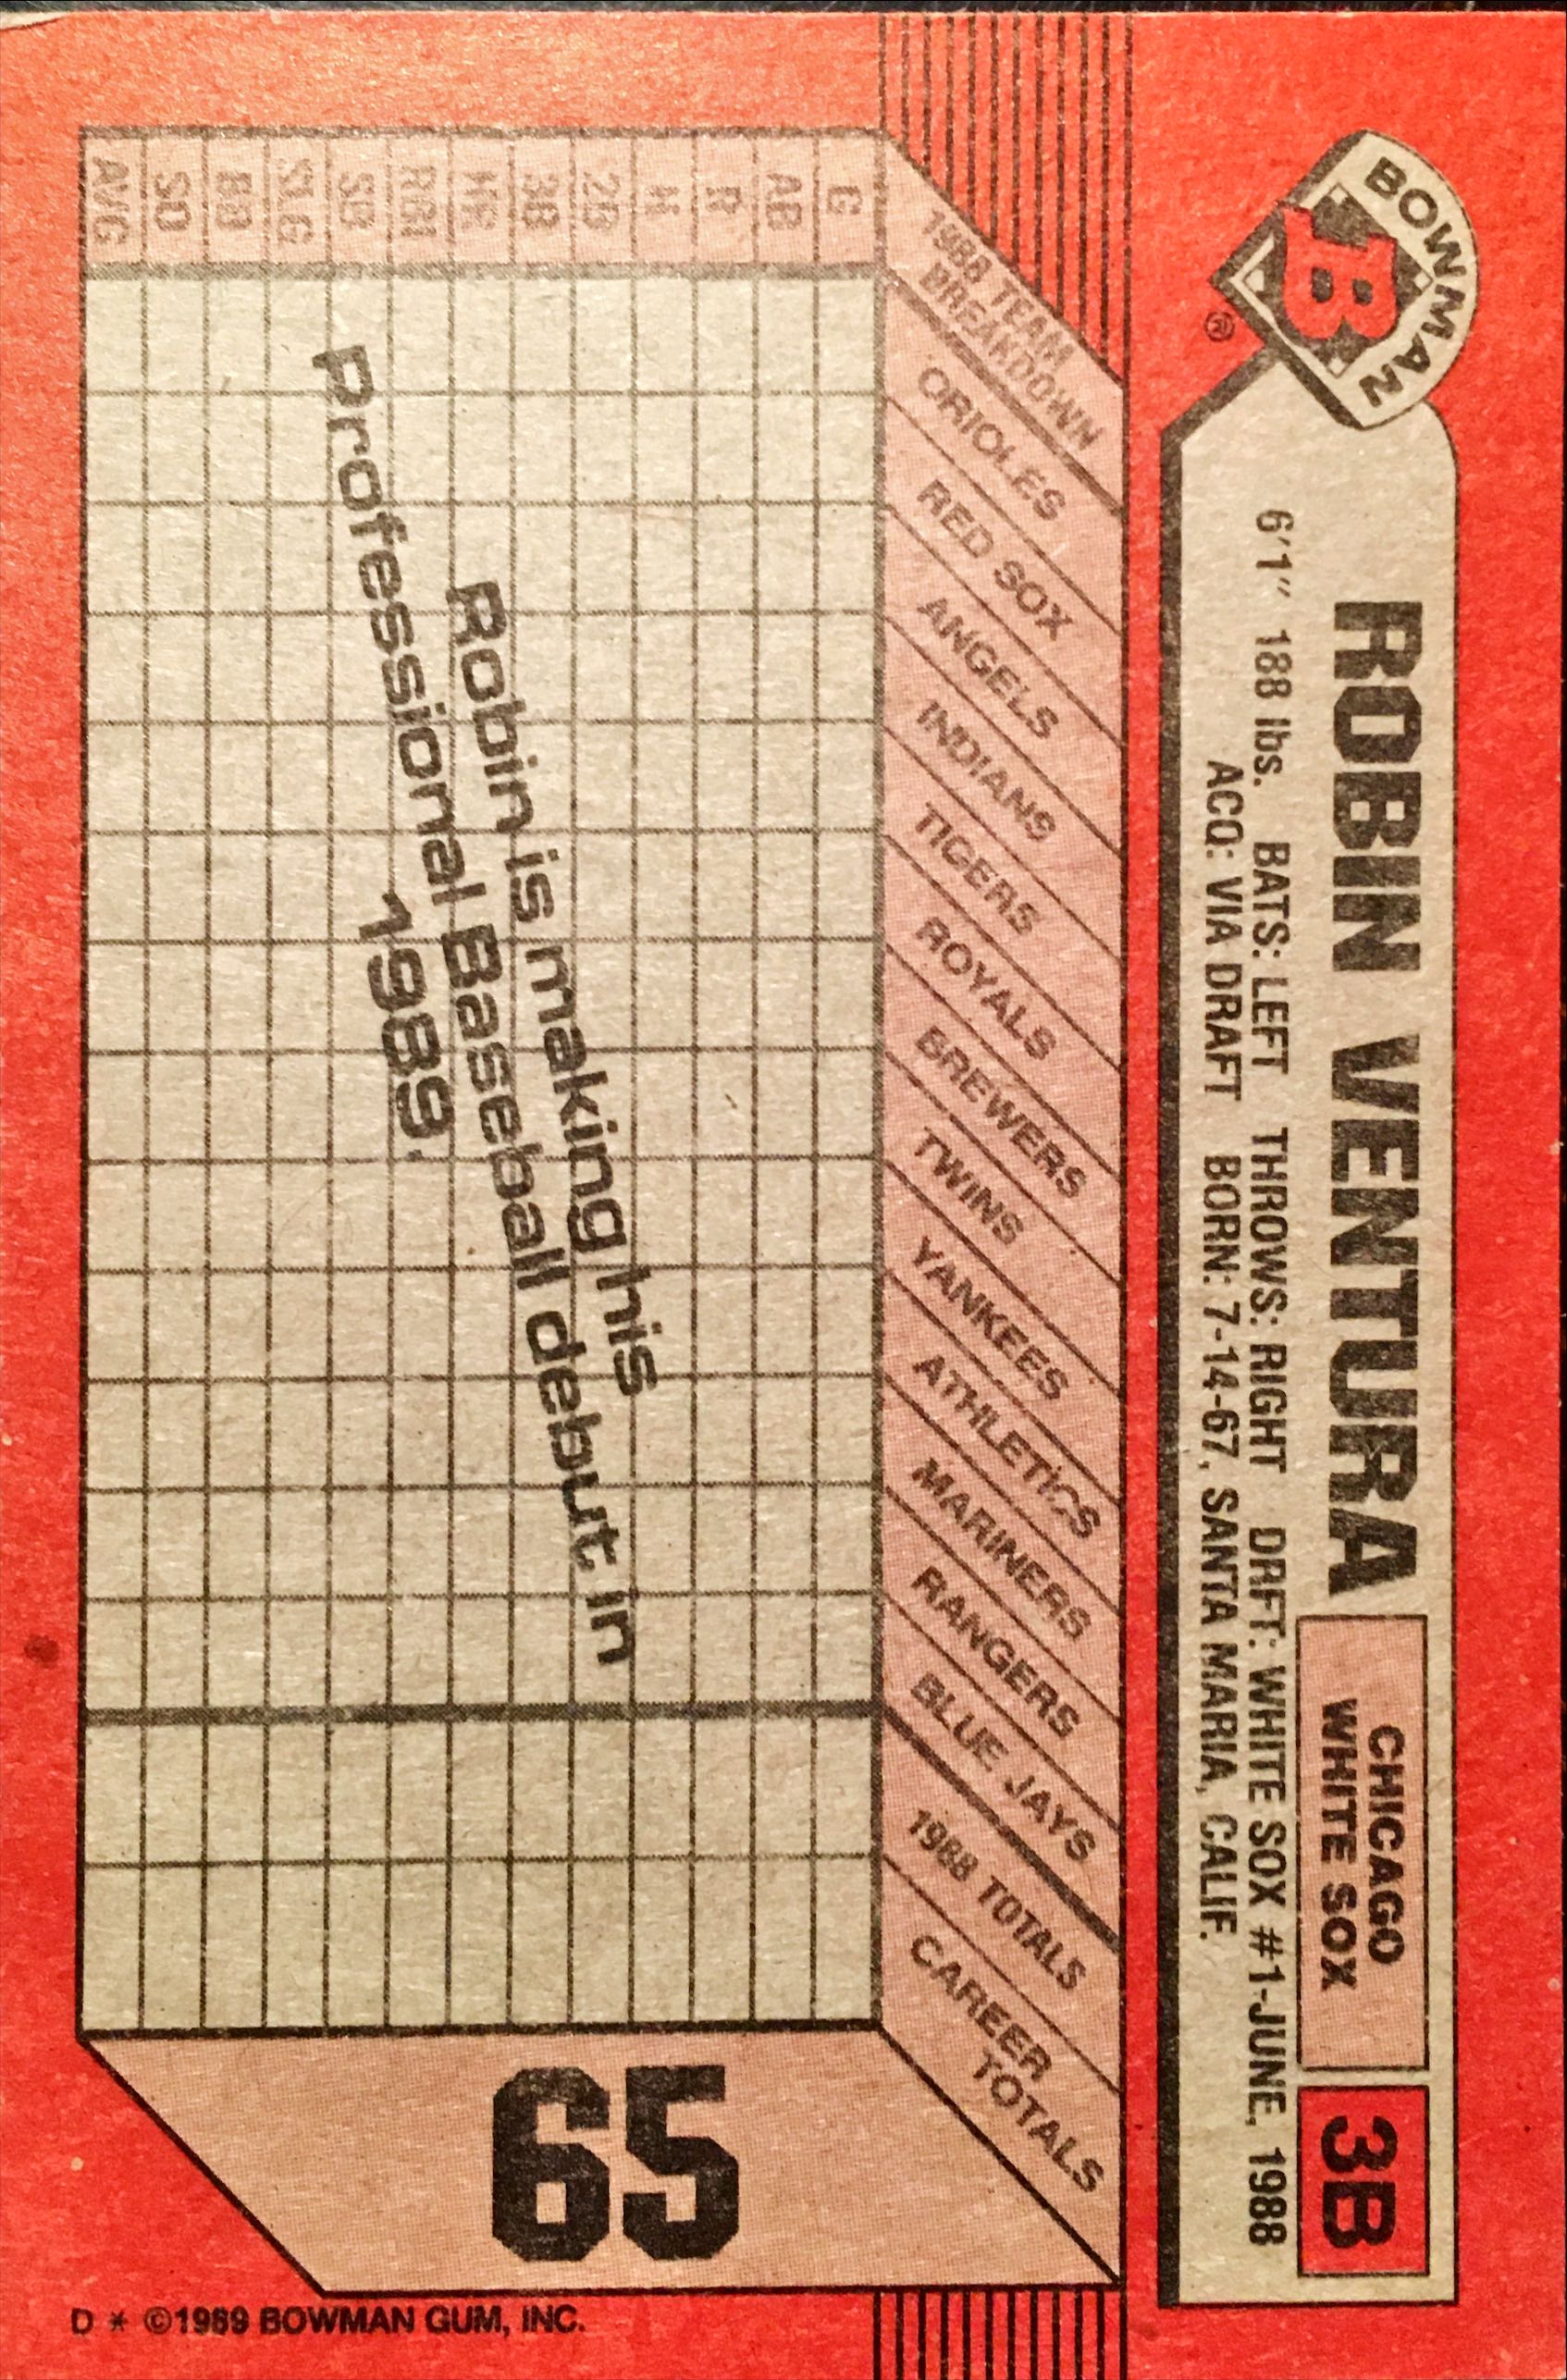 BOWMAN
B
®
ROBIN VENTURA
CHICAGO
WHITE SOX
3B
6'1" 188 lbs. BATS: LEFT THROWS: RIGHT DRFT: WHITE SOX #1-JUNE, 1988
ACQ: VIA DRAFT BORN: 7-14-67, SANTA MARIA, CALIF.
1988 TEAM
BREAKDOWN
ORIOLES
RED SOX
ANGELS
INDIANS
TIGERS
ROYALS
BREWERS
TWINS
YANKEES
ATHLETICS
MARINERS
RANGERS
BLUE JAYS
1988 TOTALS
CAREER
TOTALS
G
AB
R
H
2B
3B
HR
RBI
SB
SLG
BB
SO
AVG
Robin is making his
professional Baseball debut in
1989.
65
D * ©1989 BOWMAN GUM, INC.